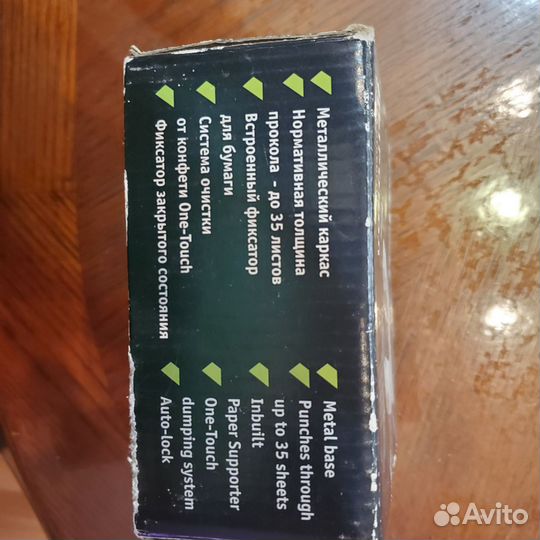 Металлический каркас
Нормативная толщина
прокола - до 35 листов
Встроенный фиксатор
для бумаги
Система очистки
от конфети One-Touch
Фиксатор закрытого состояния
Metal base
Punches through
up to 35 sheets
Inbuilt
Paper Supporter
One-Touch
dumping system
Auto-lock
Avito